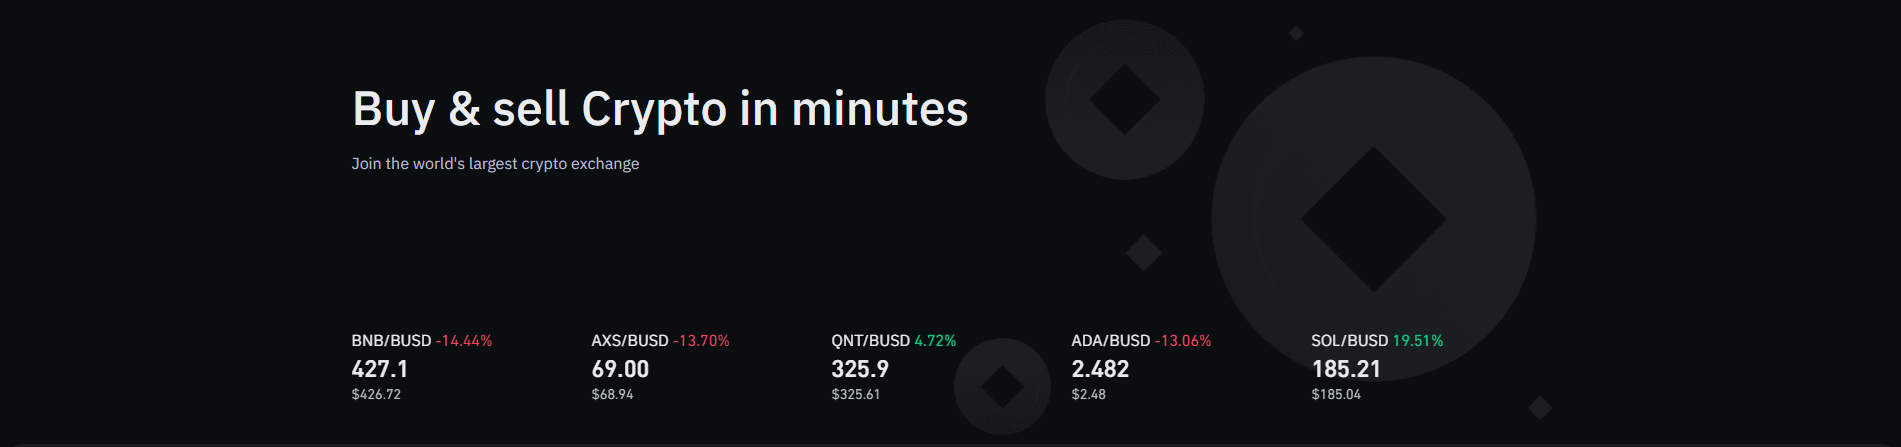 Buy & sell Crypto in minutes
Join the world's largest crypto exchange
BNB/BUSD -14.44%
427.1
$426.72
AXS/BUSD -13.70%
69.00
$68.94
QNT/BUSD 4.72%
325.9
$325.61
ADA/BUSD -13.06%
2.482
$2.48
SOL/BUSD 19.51%
185.21
$185.04